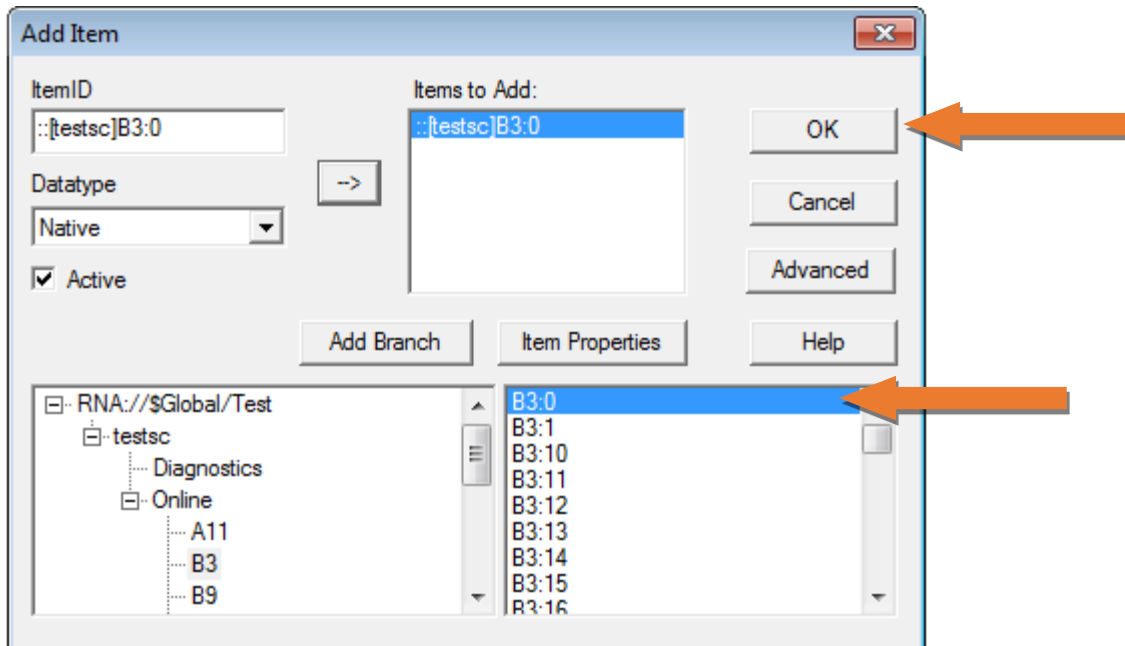 Add Item
ItemID
::[testsc]B3:0
Datatype
Native
Active
-->
Items to Add:
::[testsc]B3:0
OK
Cancel
Advanced
Add Branch
Item Properties
Help
RNA://$Global/Test
testsc
Diagnostics
Online
A11
B3
B9
B3:0
B3:1
B3:10
B3:11
B3:12
B3:13
B3:14
B3:15
B3:16